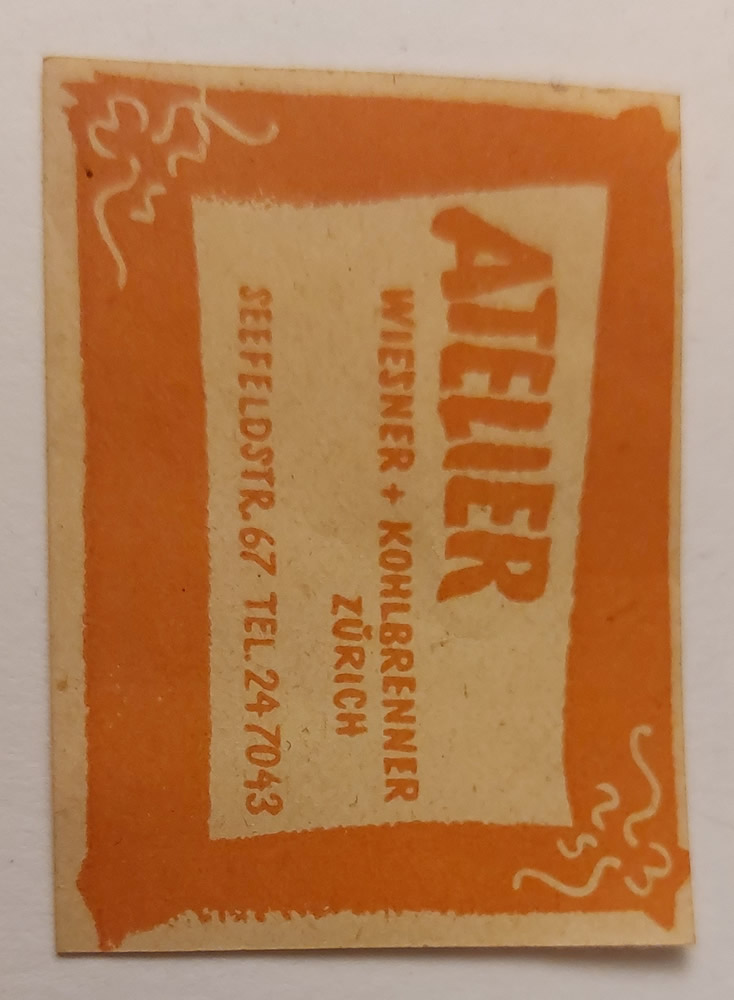 ATELIER
WIESNER + KOHLBRENNER
ZÜRICH
SEEFELDSTR. 67 TEL. 24 70 43